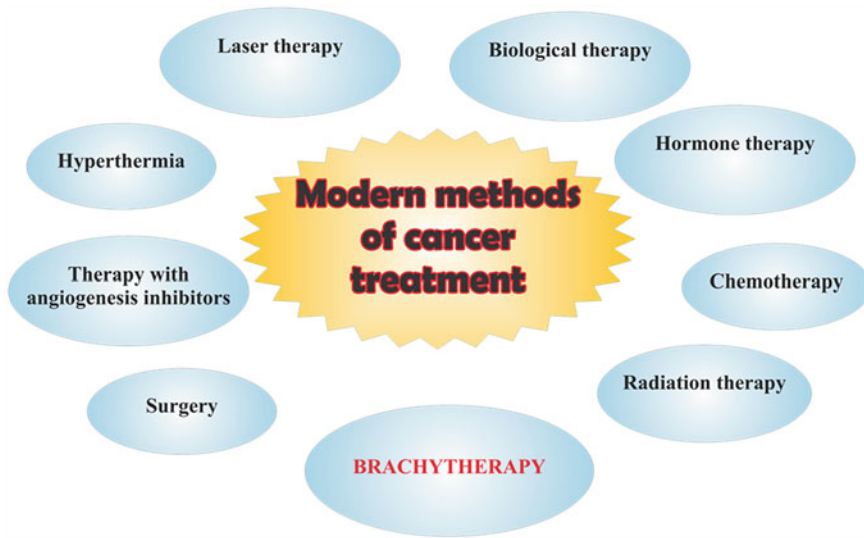 Laser therapy
Biological therapy
Hyperthermia
Hormone therapy
Modern methods
of cancer
treatment
Therapy with
angiogenesis inhibitors
Chemotherapy
Surgery
Radiation therapy
BRACHYTHERAPY